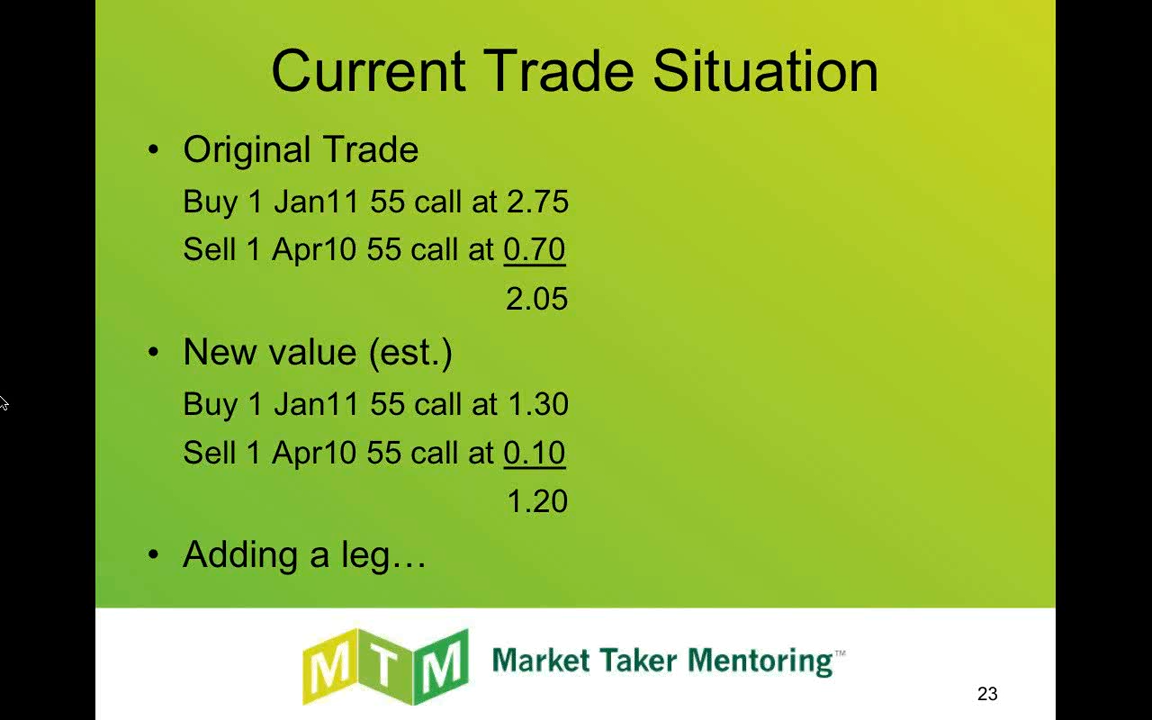 Current Trade Situation
• Original Trade
Buy 1 Jan11 55 call at 2.75
Sell 1 Apr10 55 call at 0.70
2.05
• New value (est.)
Buy 1 Jan11 55 call at 1.30
Sell 1 Apr10 55 call at 0.10
1.20
• Adding a leg…
MTM Market Taker Mentoring™
23